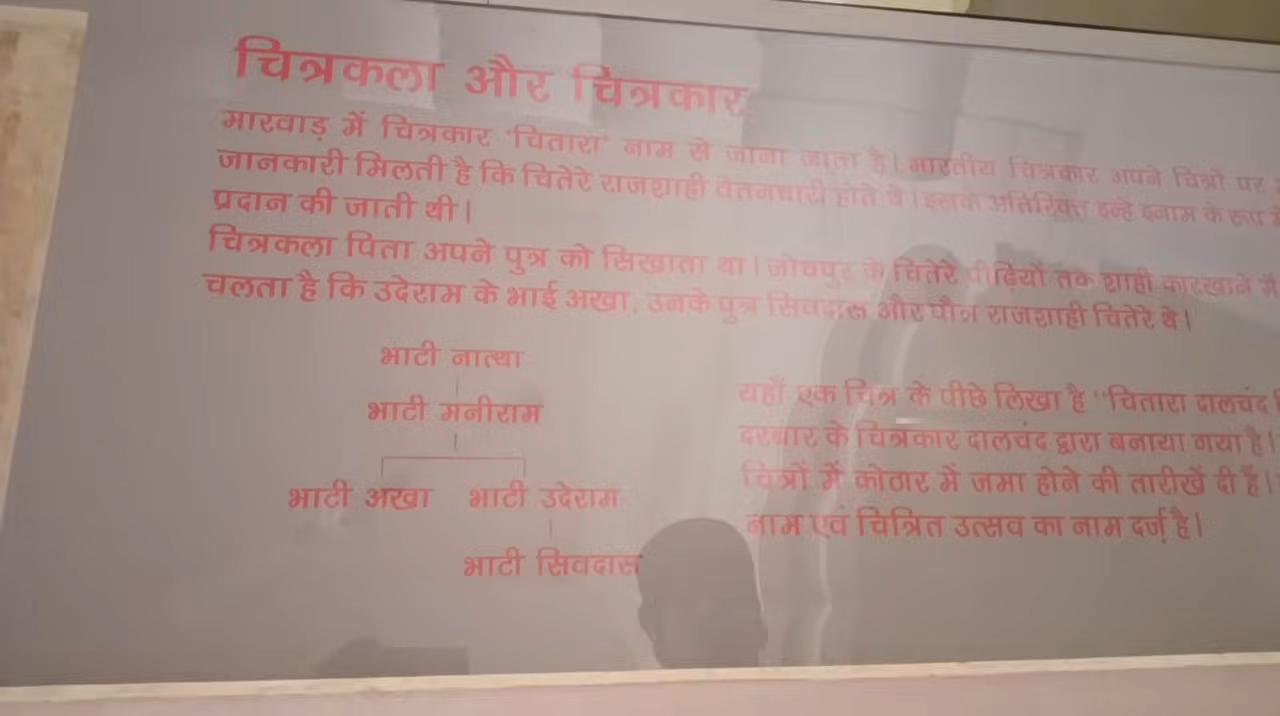 चित्रकला और चित्रकार
मारवाड़ में चित्रकार 'चितारा' नाम से जाना जाता है। भारतीय चित्रकार अपने चित्रों पर
जानकारी मिलती है कि चितेरे राजशाही वेतनधारी होते थे। इसके अतिरिक्त इन्हे इनाम के रूप
प्रदान की जाती थी।
चित्रकला पिता अपने पुत्र को सिखाता था। जोधपुर के चितेरे पीढ़ियों तक शाही कारखाने में
चलता है कि उदेराम के भाई अखा, उनके पुत्र सिवदास और पौत्र राजशाही चितेरे थे।
भाटी नात्था
भाटी मनीराम
भाटी अखा भाटी उदेराम
भाटी सिवदास
यहाँ एक चित्र के पीछे लिखा है "चितारा दालचंद
दरबार के चित्रकार दालचंद द्वारा बनाया गया है।
चित्रों में कोठार में जमा होने की तारीखें दी हैं।
नाम एवं चित्रित उत्सव का नाम दर्ज़ है।